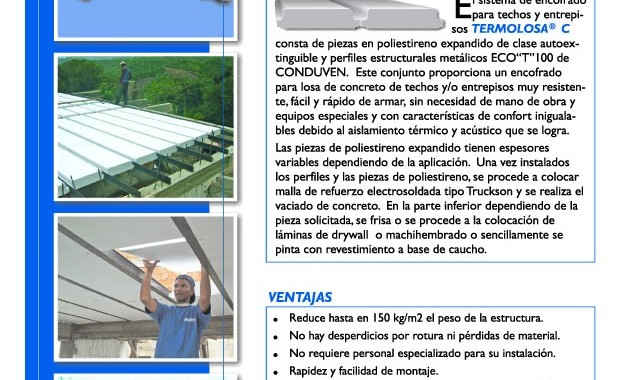 El sistema de encofrado
para techos y entrepi-
sos TERMOLOSA® C
consta de piezas en poliestireno expandido de clase autoex-
tinguible y perfiles estructurales metálicos ECO"T"100 de
CONDUVEN. Este conjunto proporciona un encofrado
para losa de concreto de techos y/o entrepisos muy resisten-
te, fácil y rápido de armar, sin necesidad de mano de obra y
equipos especiales y con características de confort iniguala-
bles debido al aislamiento térmico y acústico que se logra.
Las piezas de poliestireno expandido tienen espesores
variables dependiendo de la aplicación. Una vez instalados
los perfiles y las piezas de poliestireno, se procede a colocar
malla de refuerzo electrosoldada tipo Truckson y se realiza el
vaciado de concreto. En la parte inferior dependiendo de la
pieza solicitada, se frisa o se procede a la colocación de
láminas de drywall o machihembrado o sencillamente se
pinta con revestimiento a base de caucho.
VENTAJAS
• Reduce hasta en 150 kg/m2 el peso de la estructura.
• No hay desperdicios por rotura ni pérdidas de material.
• No requiere personal especializado para su instalación.
• Rapidez y facilidad de montaje.